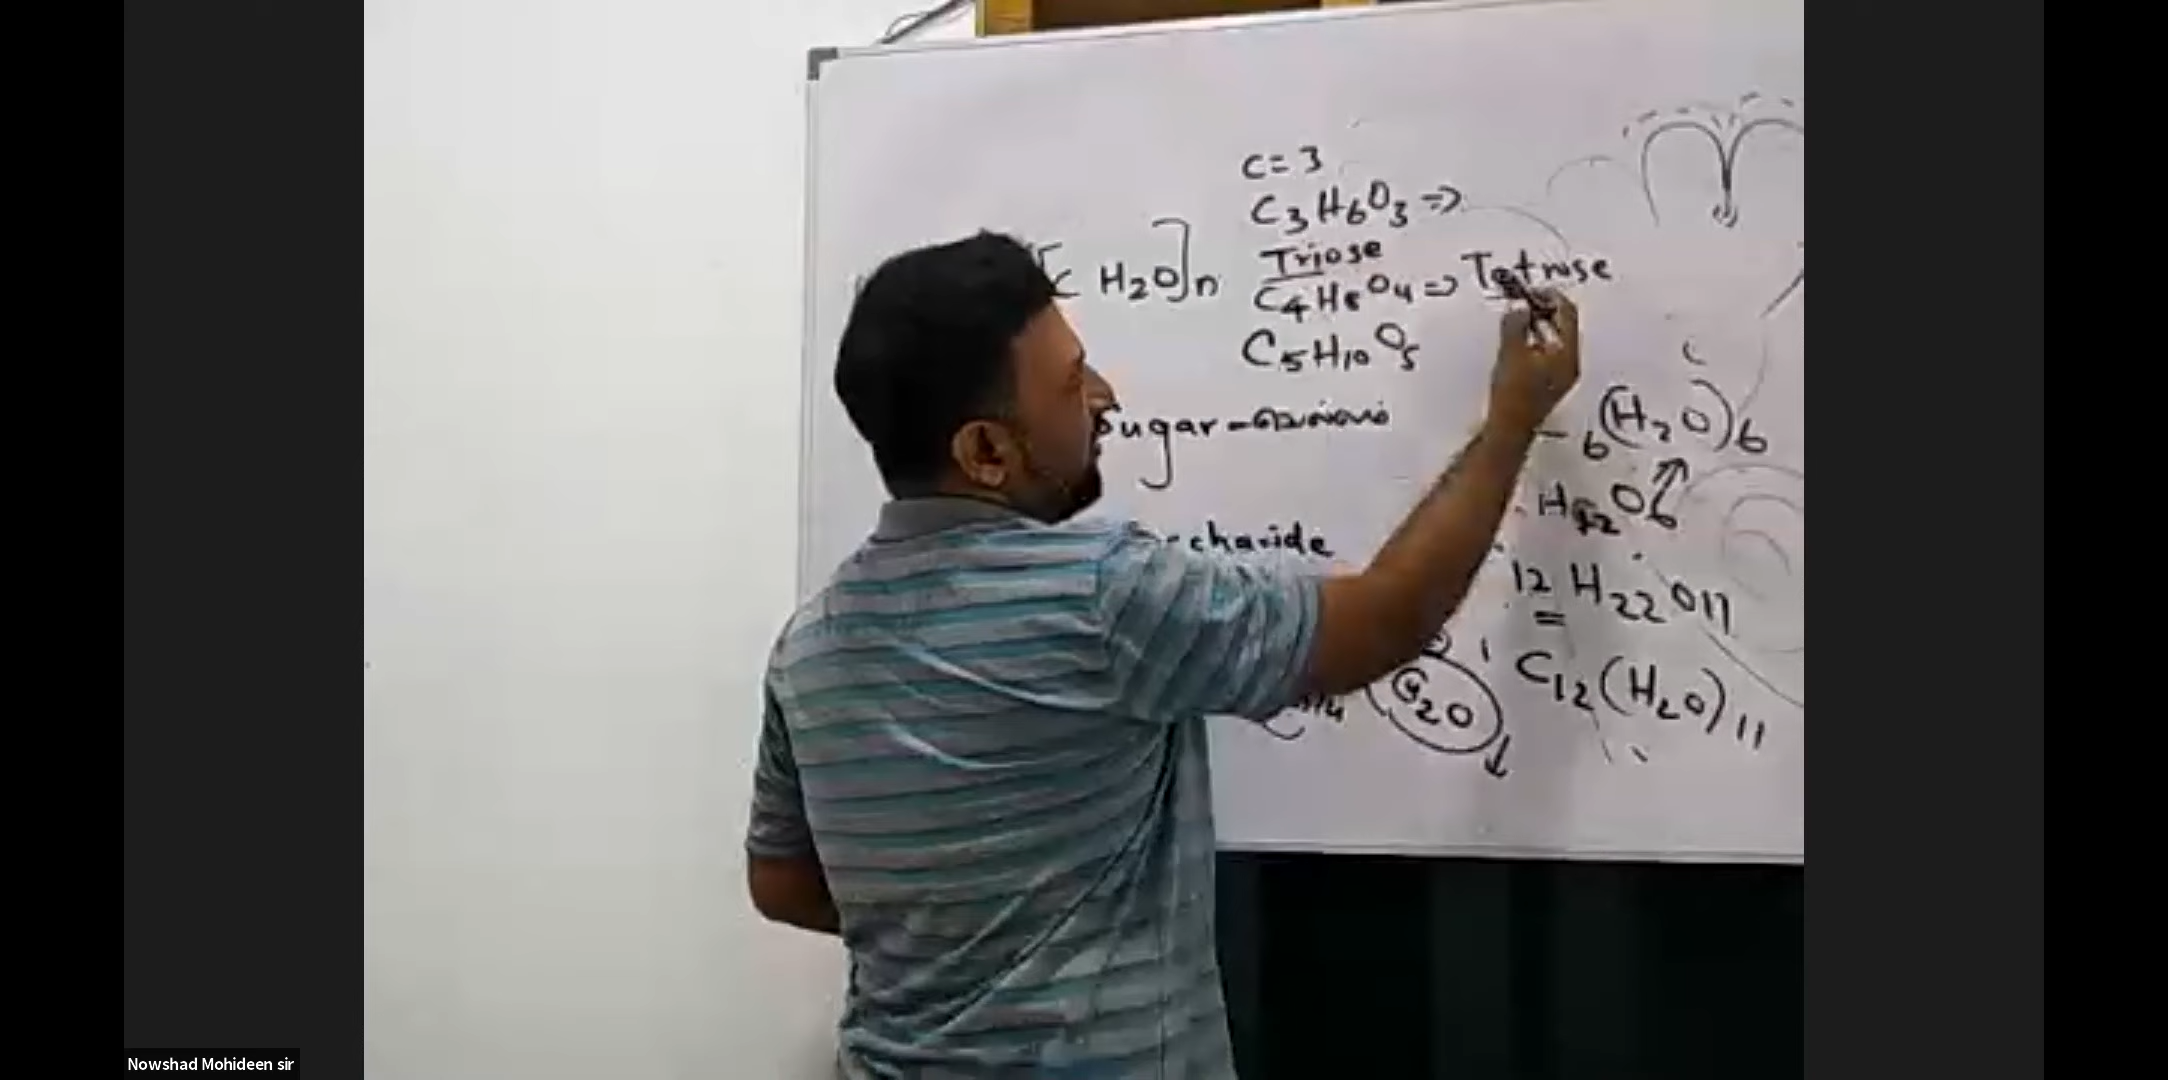 C = 3
C3H6O3 ⇒
Triose
[C H2O]n
C4H8O4 ⇒ Tetrose
C5H10O5
Sugar -
6(H2O)6
H12O6
charide
12 H22O11
C12(H2O)11
Nowshad Mohideen sir